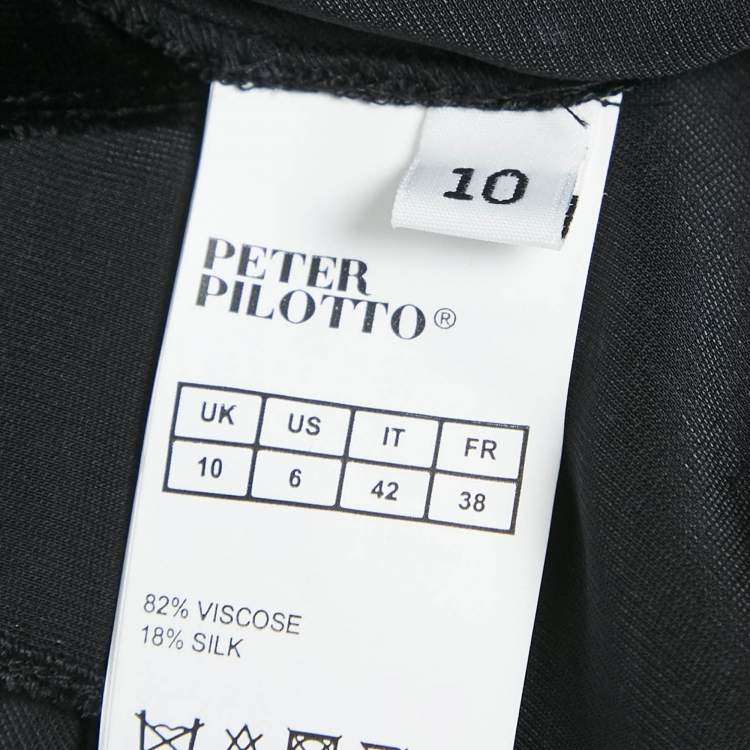 10
PETER
PILOTTO®
UK US IT FR
10 6 42 38
82% VISCOSE
18% SILK